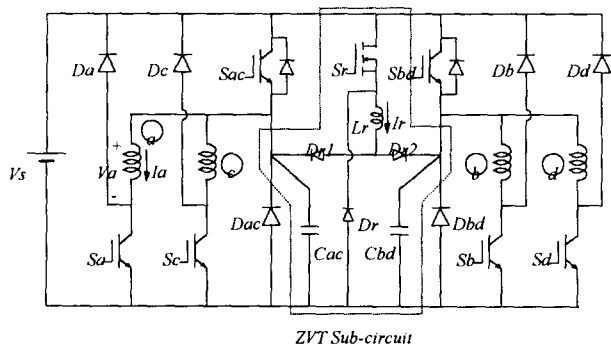 Da
Dc
Sac
Sr
Sbd
Db
Dd
Vs
+
Va
-
a
Ia
c
Lr
Ir
Dr1
Dr2
b
d
Dac
Dr
Dbd
Sa
Sc
Cac
Cbd
Sb
Sd
ZVT Sub-circuit